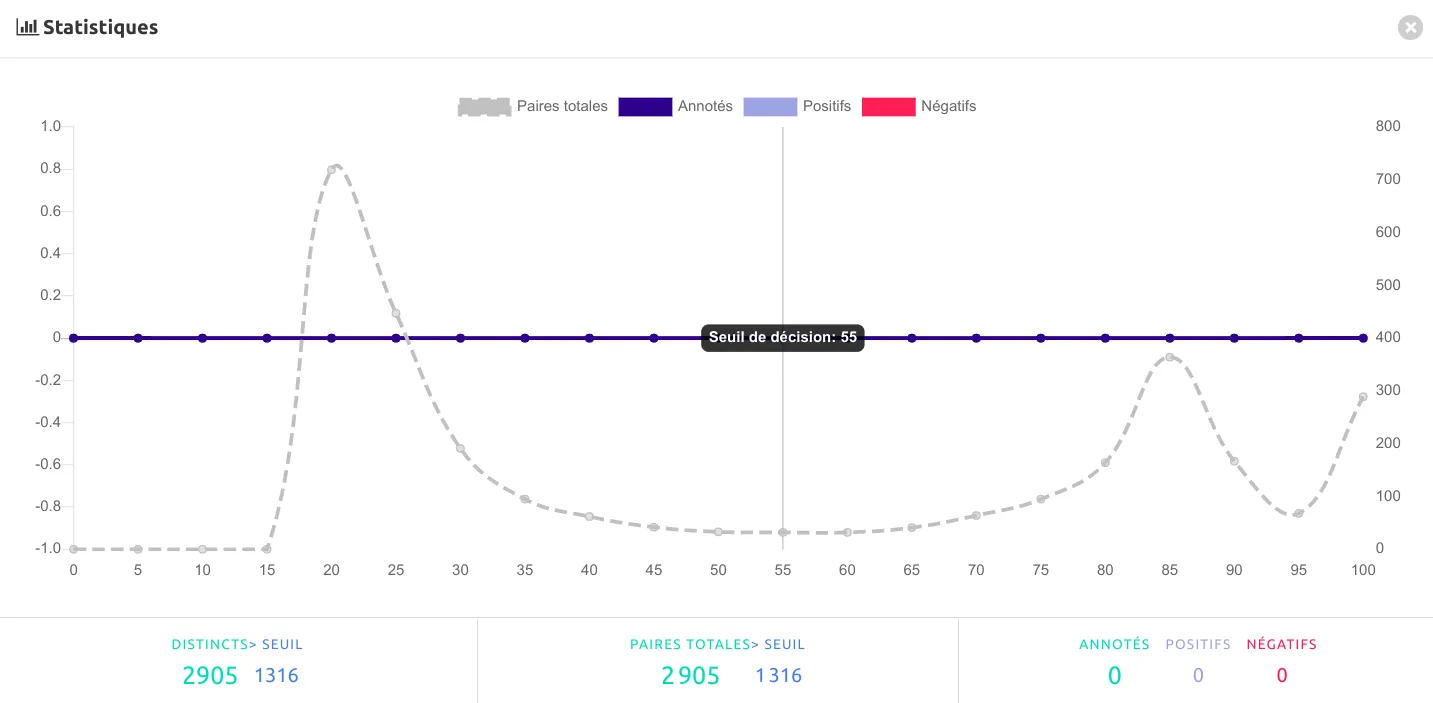 Statistiques
Paires totales Annotés Positifs Négatifs
1.0 800
0.8 700
0.6 600
0.4 500
0.2
0 Seuil de décision: 55 400
-0.2 300
-0.4 200
-0.6
-0.8 100
-1.0 0
0 5 10 15 20 25 30 35 40 45 50 55 60 65 70 75 80 85 90 95 100
DISTINCTS> SEUIL PAIRES TOTALES> SEUIL ANNOTÉS POSITIFS NÉGATIFS
2905 1316 2905 1316 0 0 0